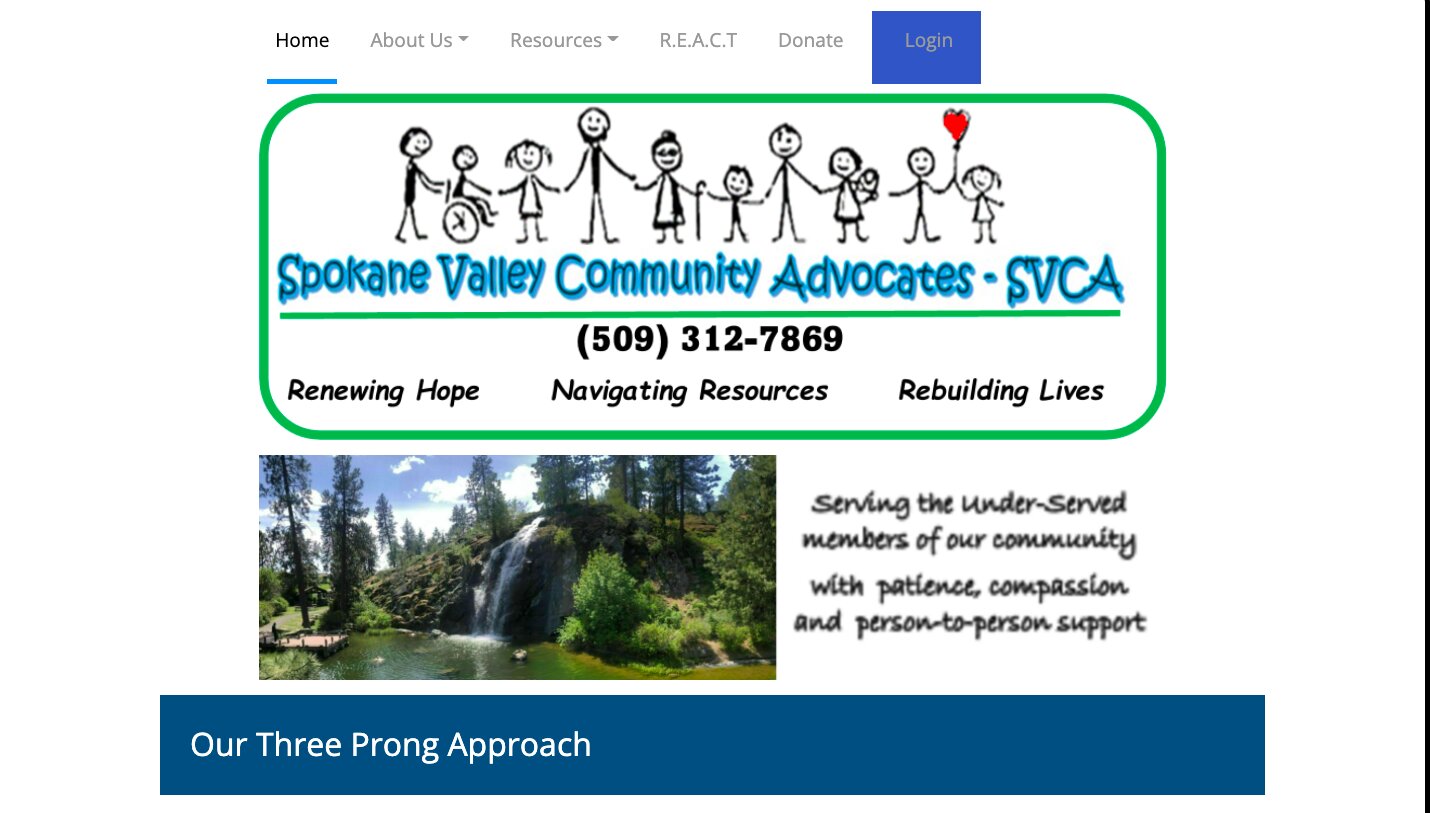 Home About Us Resources R.E.A.C.T Donate Login
Spokane Valley Community Advocates - SVCA
(509) 312-7869
Renewing Hope Navigating Resources Rebuilding Lives
Serving the Under-Served
members of our community
with patience, compassion
and person-to-person support
Our Three Prong Approach